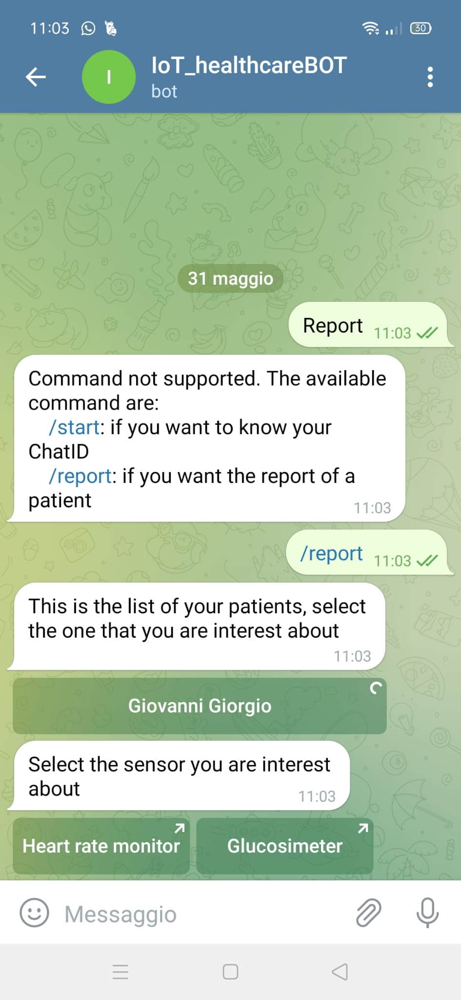 11:03
30
I
IoT_healthcareBOT
bot
31 maggio
Report 11:03
Command not supported. The available
command are:
/start: if you want to know your
ChatID
/report: if you want the report of a
patient
11:03
/report 11:03
This is the list of your patients, select
the one that you are interest about
11:03
Giovanni Giorgio
Select the sensor you are interest
about
11:03
Heart rate monitor
Glucosimeter
Messaggio